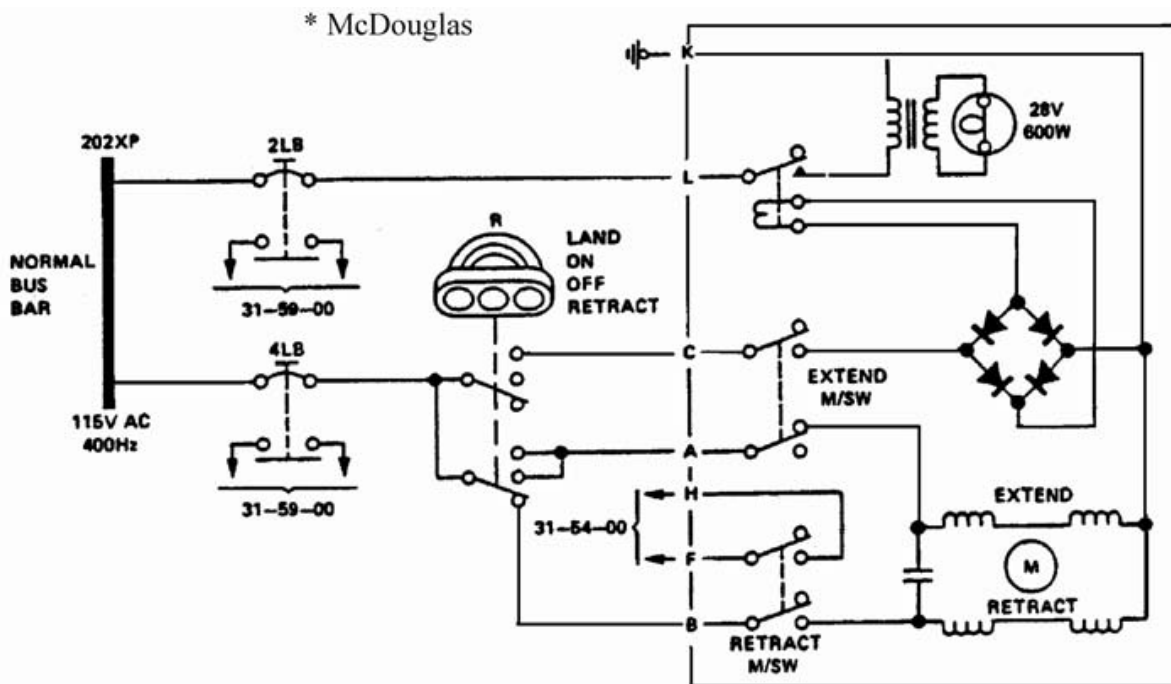 * McDouglas
K
28V
600W
202XP
2LB
L
R
LAND
ON
OFF
RETRACT
NORMAL
BUS
BAR
31-59-00
4LB
C
EXTEND
M/SW
115V AC
400Hz
A
H
EXTEND
31-59-00
31-54-00
F
M
RETRACT
B
RETRACT
M/SW